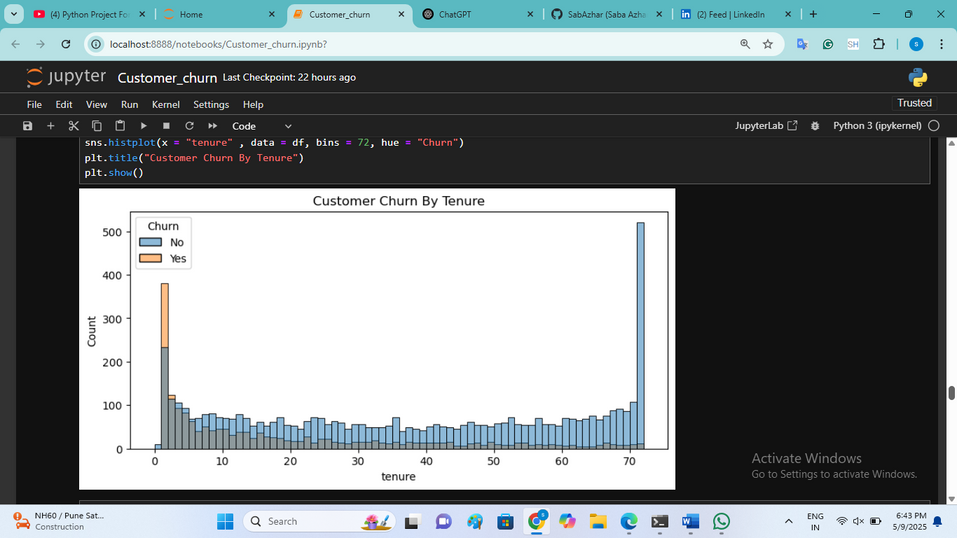 (4) Python Project Fo
Home
Customer_churn
ChatGPT
SabAzhar (Saba Azha
(2) Feed | LinkedIn
localhost:8888/notebooks/Customer_churn.ipynb?
SH
S
jupyter Customer_churn Last Checkpoint: 22 hours ago
File Edit View Run Kernel Settings Help
Trusted
Code
JupyterLab
Python 3 (ipykernel)
sns.histplot(x = "tenure" , data = df, bins = 72, hue = "Churn")
plt.title("Customer Churn By Tenure")
plt.show()
Customer Churn By Tenure
Churn
No
Yes
500
400
300
200
100
0
Count
0 10 20 30 40 50 60 70
tenure
Activate Windows
Go to Settings to activate Windows.
NH60 / Pune Sat...
Construction
Search
ENG
IN
6:43 PM
5/9/2025